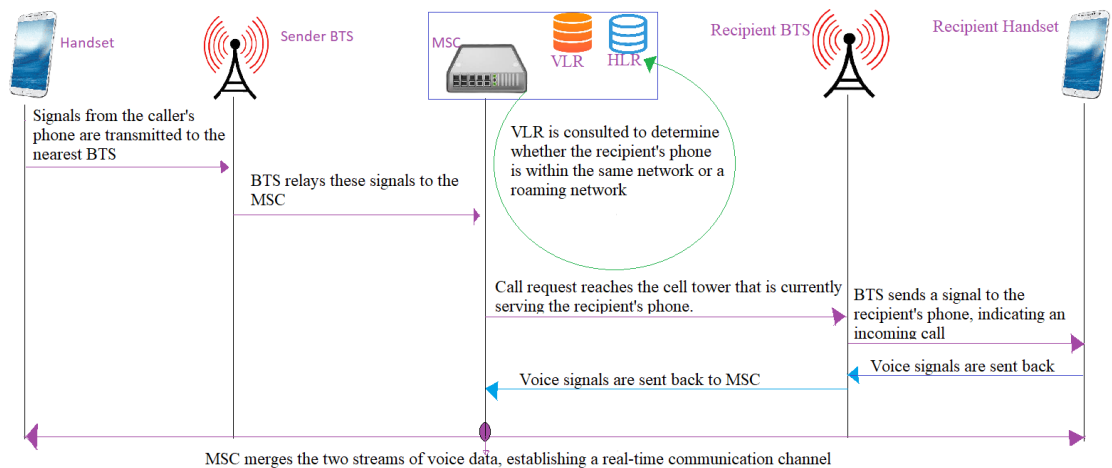 Handset
Sender BTS
MSC
VLR
HLR
Recipient BTS
Recipient Handset
Signals from the caller's
phone are transmitted to the
nearest BTS
VLR is consulted to determine
whether the recipient's phone
is within the same network or a
roaming network
BTS relays these signals to the
MSC
Call request reaches the cell tower that is currently
serving the recipient's phone.
BTS sends a signal to the
recipient's phone, indicating an
incoming call
Voice signals are sent back
Voice signals are sent back to MSC
MSC merges the two streams of voice data, establishing a real-time communication channel